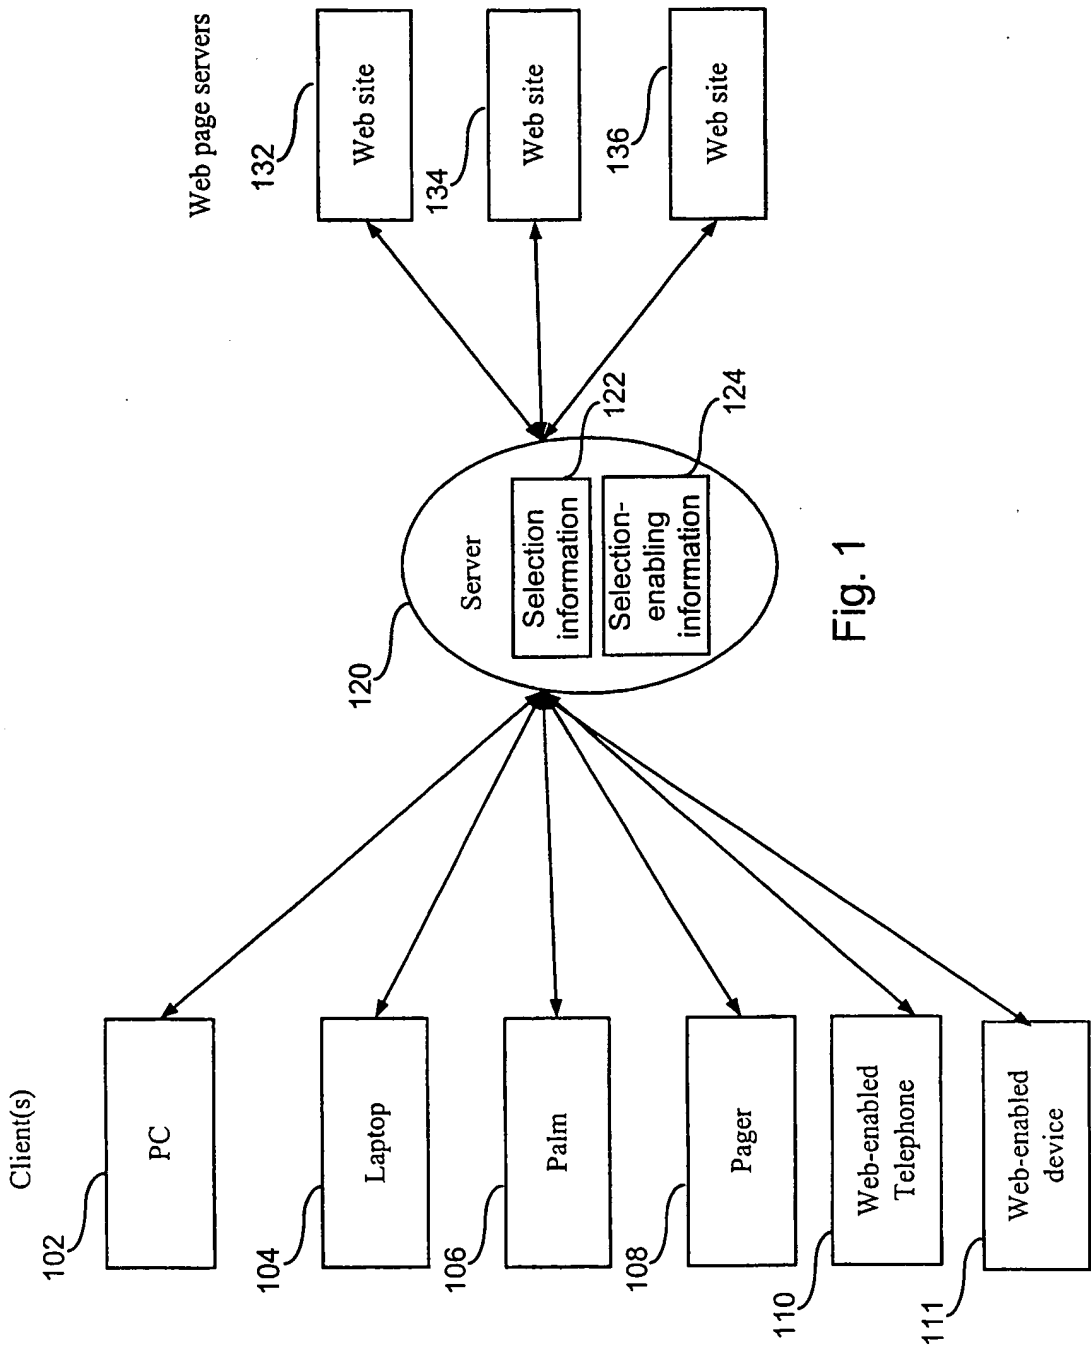 Client(s)
102
PC
104
Laptop
106
Palm
108
Pager
110
Web-enabled
Telephone
111
Web-enabled
device
120
Server
Selection
information
122
Selection-
enabling
information
124
Web page servers
132
Web site
134
Web site
136
Web site
Fig. 1